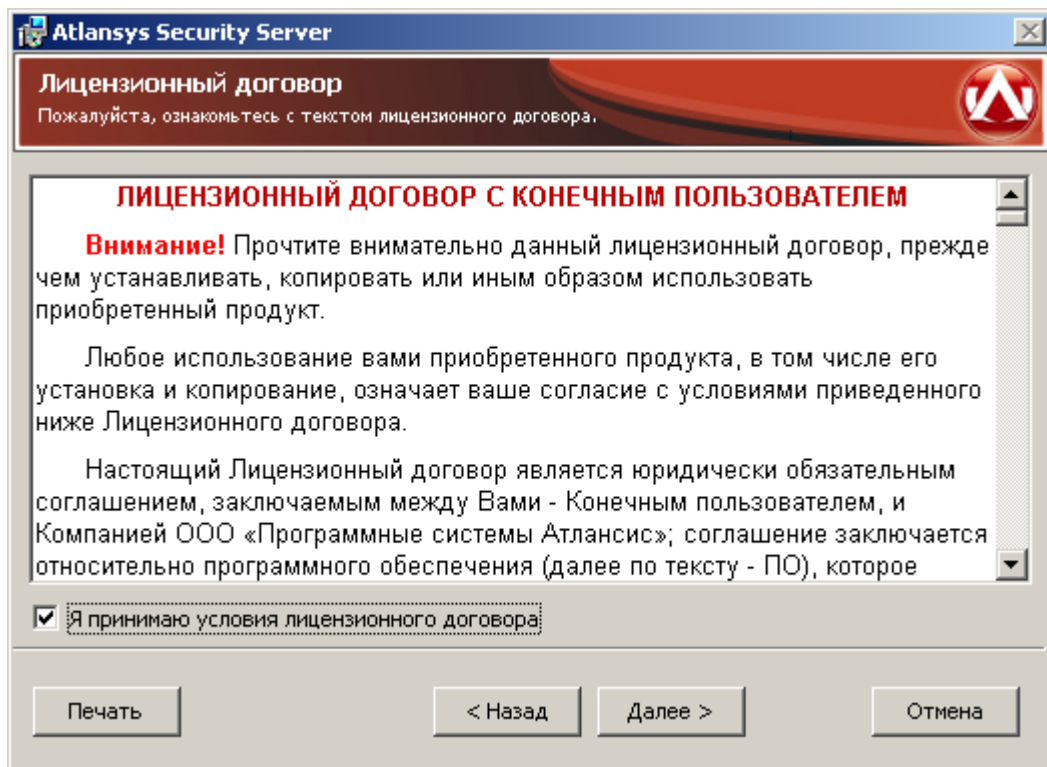 Atlansys Security Server
Лицензионный договор
Пожалуйста, ознакомьтесь с текстом лицензионного договора.
ЛИЦЕНЗИОННЫЙ ДОГОВОР С КОНЕЧНЫМ ПОЛЬЗОВАТЕЛЕМ
Внимание! Прочтите внимательно данный лицензионный договор, прежде
чем устанавливать, копировать или иным образом использовать
приобретенный продукт.
Любое использование вами приобретенного продукта, в том числе его
установка и копирование, означает ваше согласие с условиями приведенного
ниже Лицензионного договора.
Настоящий Лицензионный договор является юридически обязательным
соглашением, заключаемым между Вами - Конечным пользователем, и
Компанией ООО «Программные системы Атлансис»; соглашение заключается
относительно программного обеспечения (далее по тексту - ПО), которое
Я принимаю условия лицензионного договора
Печать
< Назад
Далее >
Отмена